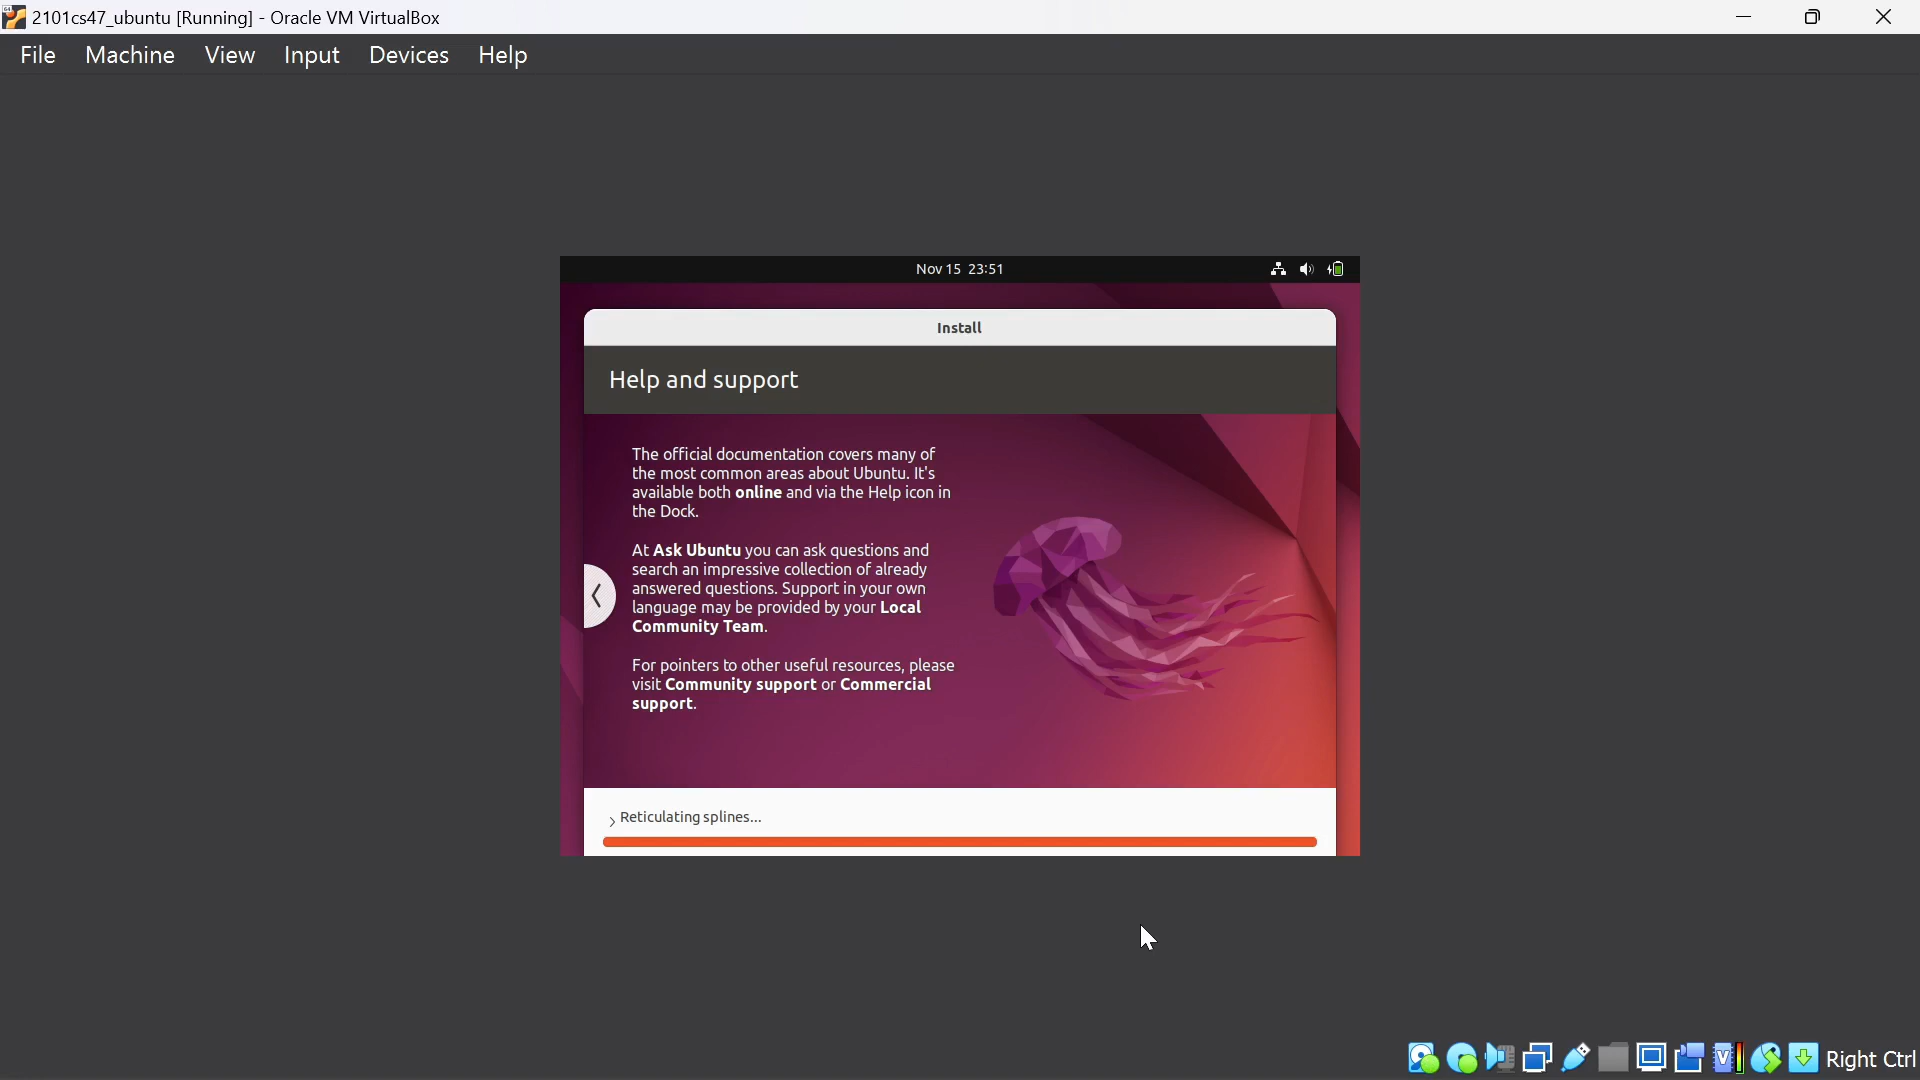 2101cs47_ubuntu [Running] - Oracle VM VirtualBox
File Machine View Input Devices Help
Nov 15 23:51
Install
Help and support
The official documentation covers many of
the most common areas about Ubuntu. It's
available both online and via the Help icon in
the Dock.
At Ask Ubuntu you can ask questions and
search an impressive collection of already
answered questions. Support in your own
language may be provided by your Local
Community Team.
For pointers to other useful resources, please
visit Community support or Commercial
support.
Reticulating splines...
Right Ctrl